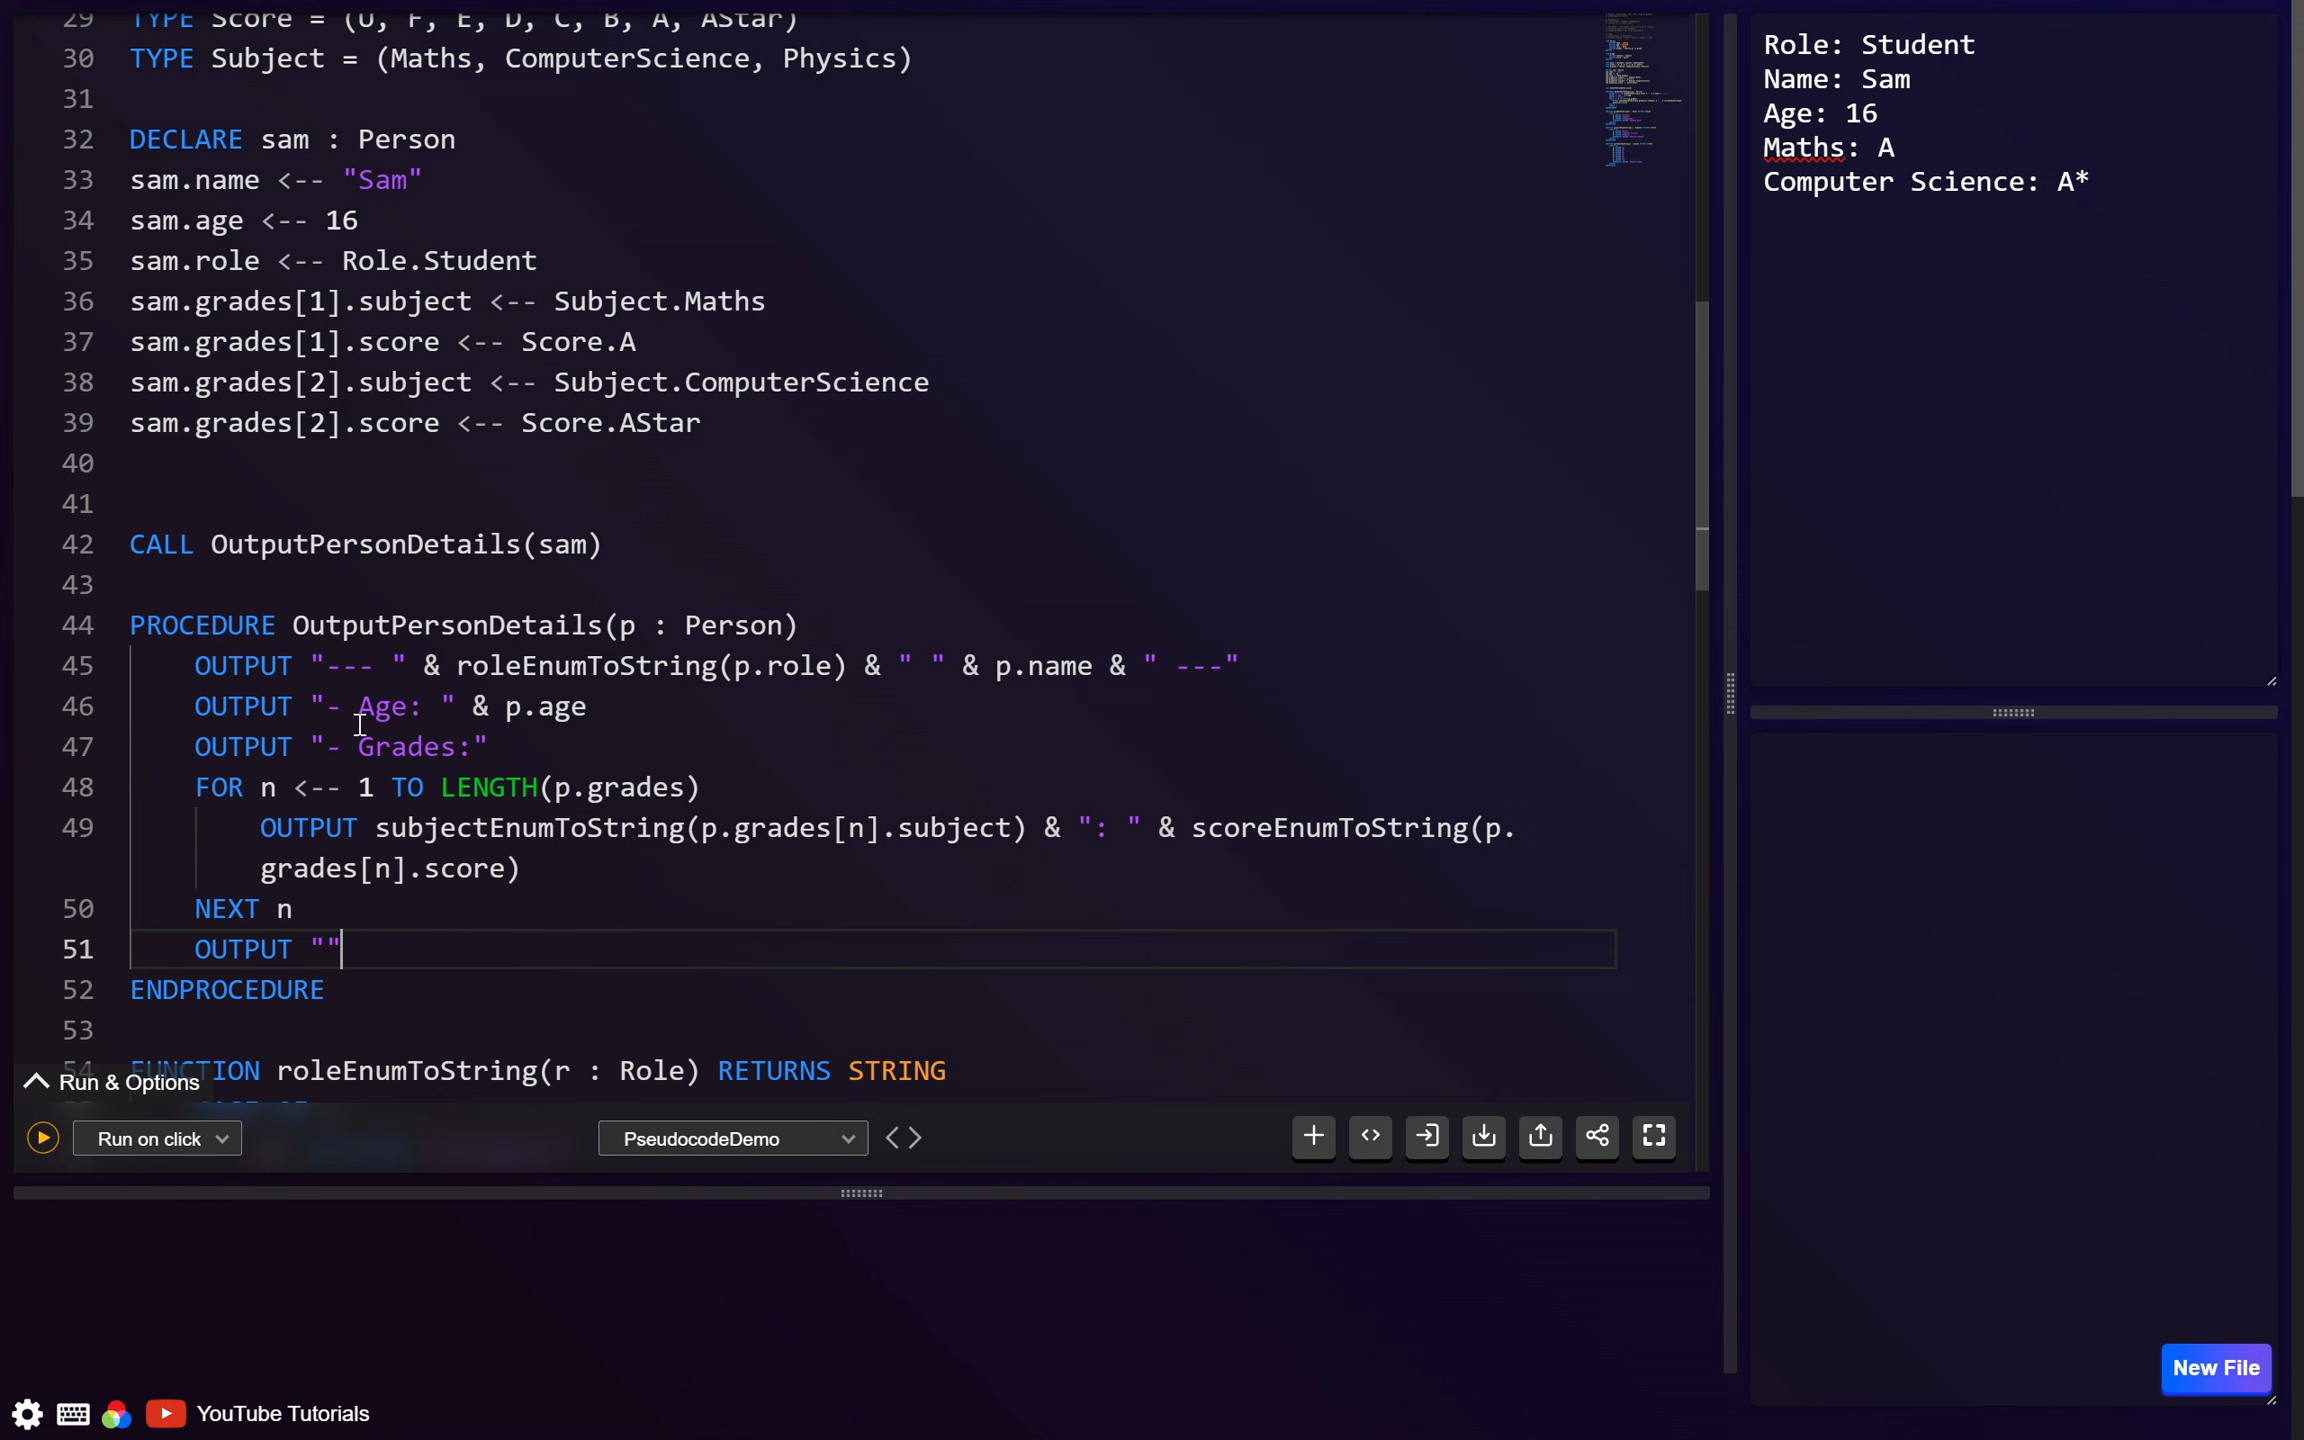 29 TYPE Score = (U, F, E, D, C, B, A, AStar)
30 TYPE Subject = (Maths, ComputerScience, Physics)
31
32 DECLARE sam : Person
33 sam.name <-- "Sam"
34 sam.age <-- 16
35 sam.role <-- Role.Student
36 sam.grades[1].subject <-- Subject.Maths
37 sam.grades[1].score <-- Score.A
38 sam.grades[2].subject <-- Subject.ComputerScience
39 sam.grades[2].score <-- Score.AStar
40
41
42 CALL OutputPersonDetails(sam)
43
44 PROCEDURE OutputPersonDetails(p : Person)
45 OUTPUT "--- " & roleEnumToString(p.role) & " " & p.name & " ---"
46 OUTPUT "- Age: " & p.age
47 OUTPUT "- Grades:"
48 FOR n <-- 1 TO LENGTH(p.grades)
49 OUTPUT subjectEnumToString(p.grades[n].subject) & ": " & scoreEnumToString(p.
grades[n].score)
50 NEXT n
51 OUTPUT ""
52 ENDPROCEDURE
53
54 FUNCTION roleEnumToString(r : Role) RETURNS STRING
Run & Options
Run on click
PseudocodeDemo
Role: Student
Name: Sam
Age: 16
Maths: A
Computer Science: A*
New File
YouTube Tutorials